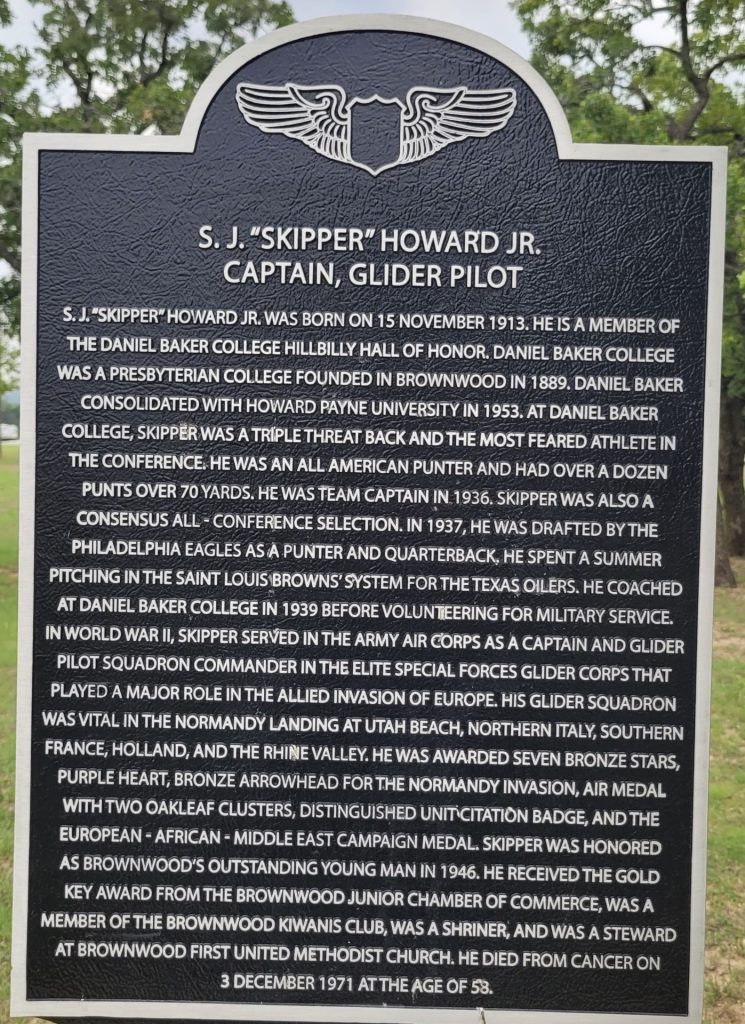 S. J. "SKIPPER" HOWARD JR.
CAPTAIN, GLIDER PILOT
S. J. "SKIPPER" HOWARD JR. WAS BORN ON 15 NOVEMBER 1913. HE IS A MEMBER OF
THE DANIEL BAKER COLLEGE HILLBILLY HALL OF HONOR. DANIEL BAKER COLLEGE
WAS A PRESBYTERIAN COLLEGE FOUNDED IN BROWNWOOD IN 1889. DANIEL BAKER
CONSOLIDATED WITH HOWARD PAYNE UNIVERSITY IN 1953. AT DANIEL BAKER
COLLEGE, SKIPPER WAS A TRIPLE THREAT BACK AND THE MOST FEARED ATHLETE IN
THE CONFERENCE. HE WAS AN ALL AMERICAN PUNTER AND HAD OVER A DOZEN
PUNTS OVER 70 YARDS. HE WAS TEAM CAPTAIN IN 1936. SKIPPER WAS ALSO A
CONSENSUS ALL - CONFERENCE SELECTION. IN 1937, HE WAS DRAFTED BY THE
PHILADELPHIA EAGLES AS A PUNTER AND QUARTERBACK. HE SPENT A SUMMER
PITCHING IN THE SAINT LOUIS BROWNS' SYSTEM FOR THE TEXAS OILERS. HE COACHED
AT DANIEL BAKER COLLEGE IN 1939 BEFORE VOLUNTEERING FOR MILITARY SERVICE.
IN WORLD WAR II, SKIPPER SERVED IN THE ARMY AIR CORPS AS A CAPTAIN AND GLIDER
PILOT SQUADRON COMMANDER IN THE ELITE SPECIAL FORCES GLIDER CORPS THAT
PLAYED A MAJOR ROLE IN THE ALLIED INVASION OF EUROPE. HIS GLIDER SQUADRON
WAS VITAL IN THE NORMANDY LANDING AT UTAH BEACH, NORTHERN ITALY, SOUTHERN
FRANCE, HOLLAND, AND THE RHINE VALLEY. HE WAS AWARDED SEVEN BRONZE STARS,
PURPLE HEART, BRONZE ARROWHEAD FOR THE NORMANDY INVASION, AIR MEDAL
WITH TWO OAKLEAF CLUSTERS, DISTINGUISHED UNIT CITATION BADGE, AND THE
EUROPEAN - AFRICAN - MIDDLE EAST CAMPAIGN MEDAL. SKIPPER WAS HONORED
AS BROWNWOOD'S OUTSTANDING YOUNG MAN IN 1946. HE RECEIVED THE GOLD
KEY AWARD FROM THE BROWNWOOD JUNIOR CHAMBER OF COMMERCE, WAS A
MEMBER OF THE BROWNWOOD KIWANIS CLUB, WAS A SHRINER, AND WAS A STEWARD
AT BROWNWOOD FIRST UNITED METHODIST CHURCH. HE DIED FROM CANCER ON
3 DECEMBER 1971 AT THE AGE OF 58.